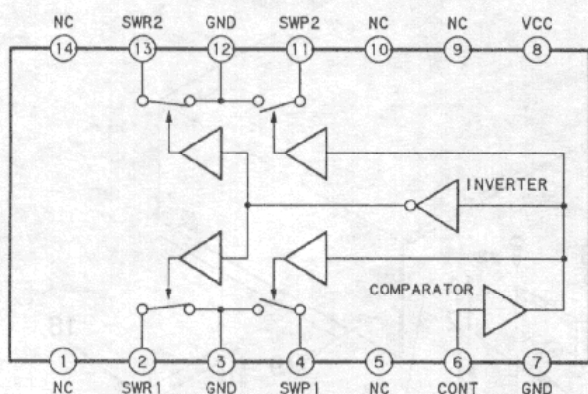 NC SWR2 GND SWP2 NC NC VCC
14 13 12 11 10 9 8
INVERTER
COMPARATOR
1 2 3 4 5 6 7
NC SWR1 GND SWP1 NC CONT GND